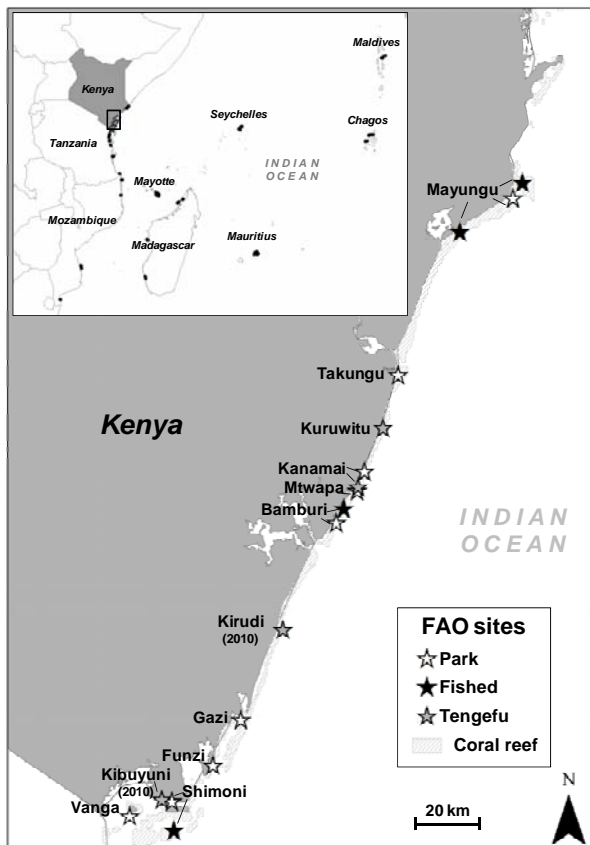 Maldives
Kenya
Seychelles
Chagos
Tanzania
INDIAN
OCEAN
Mayotte
Mozambique
Madagascar
Mauritius
Mayungu
Takungu
Kenya
Kuruwitu
Kanamai
Mtwapa
Bamburi
INDIAN
OCEAN
Kirudi
(2010)
FAO sites
Park
Fished
Tengefu
Coral reef
Gazi
Funzi
Kibuyuni
(2010)
Shimoni
Vanga
20 km
N